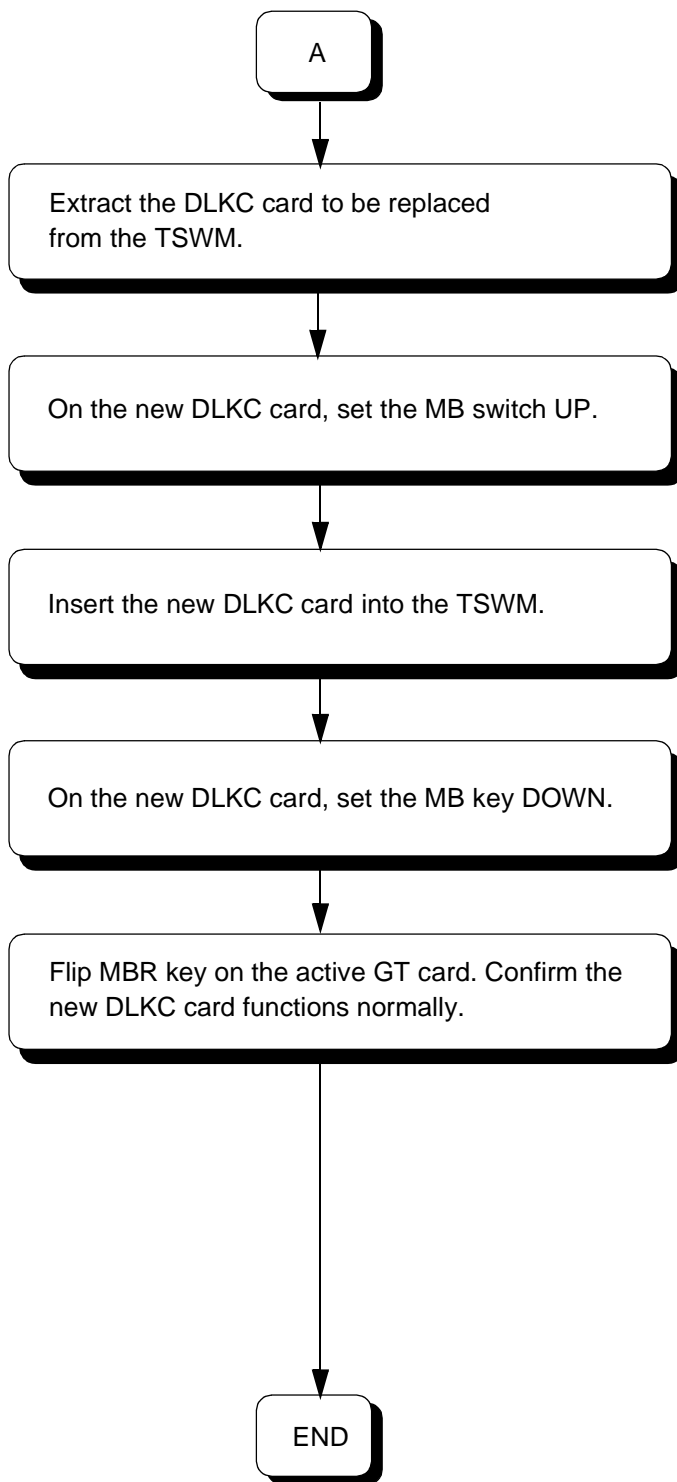 A
Extract the DLKC card to be replaced
from the TSWM.
On the new DLKC card, set the MB switch UP.
Insert the new DLKC card into the TSWM.
On the new DLKC card, set the MB key DOWN.
Flip MBR key on the active GT card. Confirm the
new DLKC card functions normally.
END